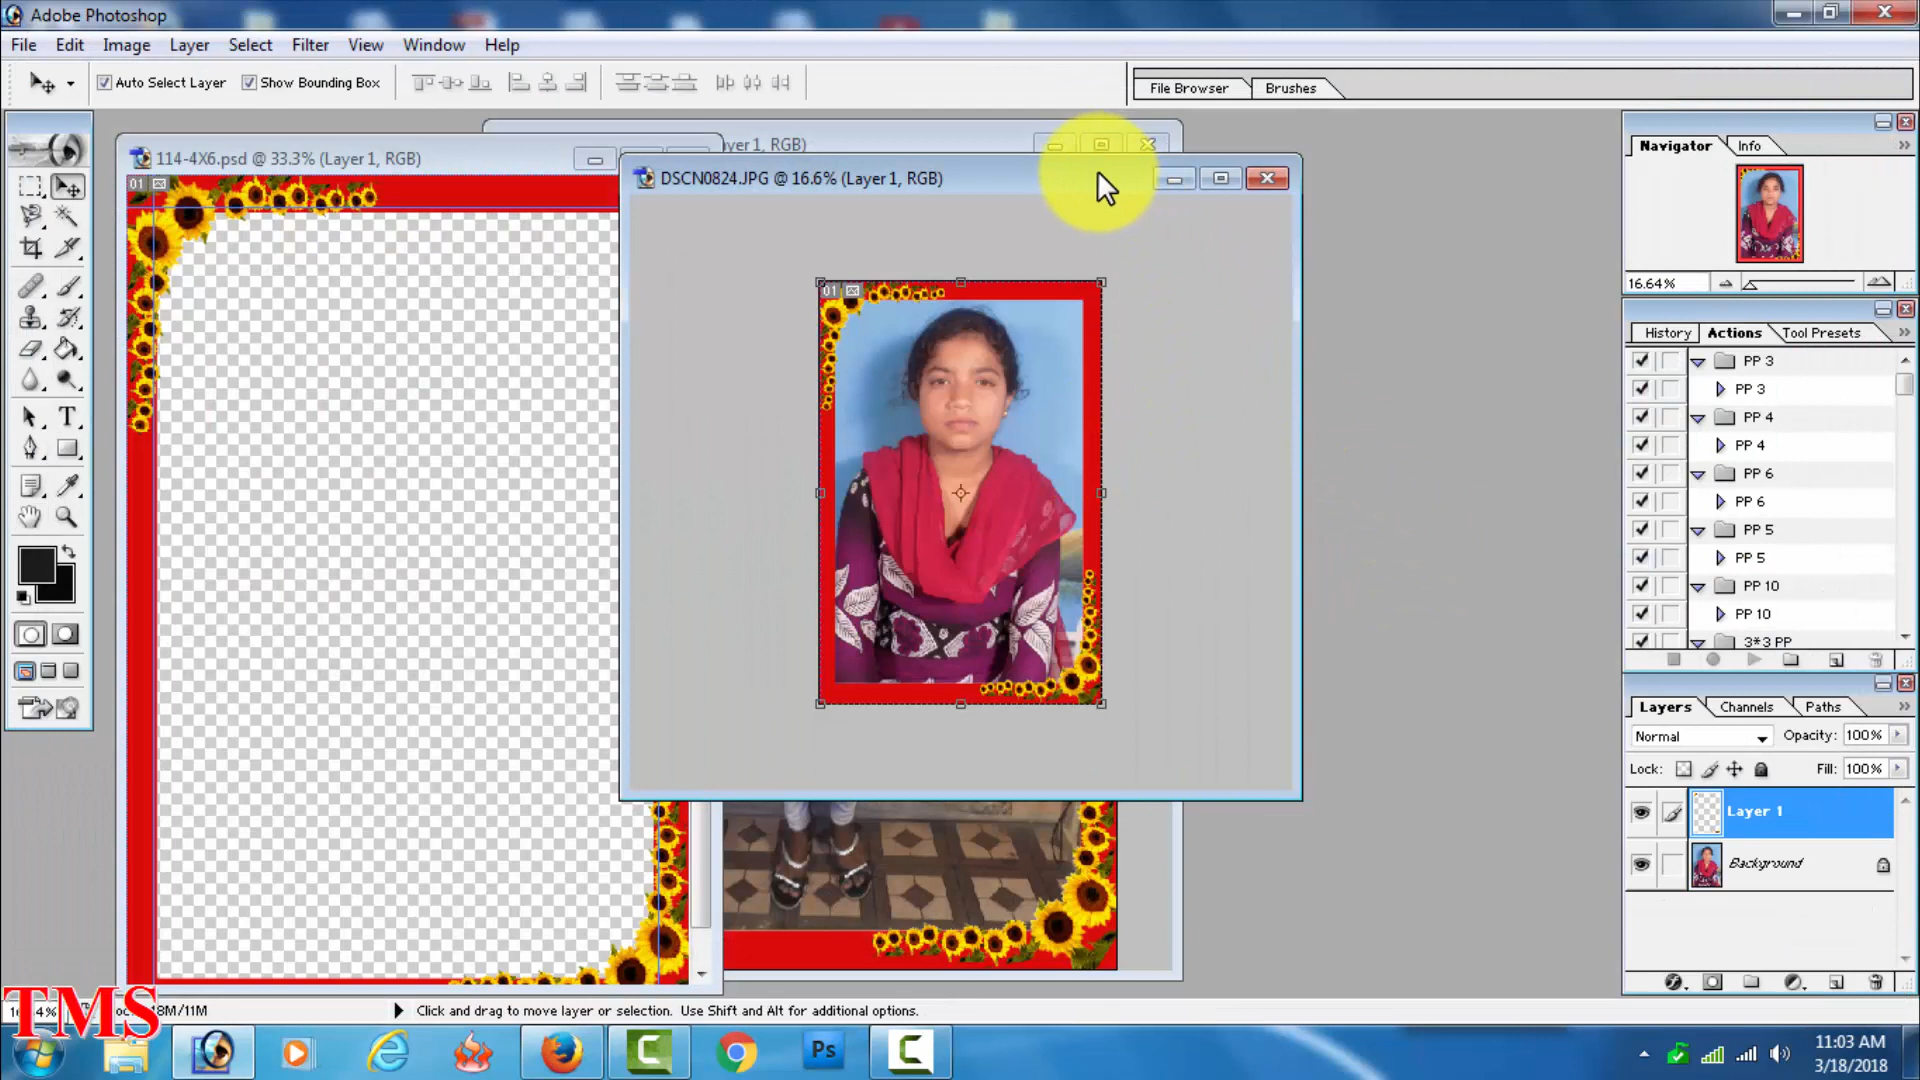 Adobe Photoshop
File Edit Image Layer Select Filter View Window Help
Auto Select Layer Show Bounding Box
File Browser Brushes
114-4X6.psd @ 33.3% (Layer 1, RGB)
ayer 1, RGB)
DSCN0824.JPG @ 16.6% (Layer 1, RGB)
01
01
Navigator Info
16.64%
History Actions Tool Presets
PP 3
PP 3
PP 4
PP 4
PP 6
PP 6
PP 5
PP 5
PP 10
PP 10
3*3 PP
Layers Channels Paths
Normal Opacity: 100%
Lock: Fill: 100%
Layer 1
Background
TMS
8M/11M Click and drag to move layer or selection. Use Shift and Alt for additional options.
Ps
11:03 AM
3/18/2018